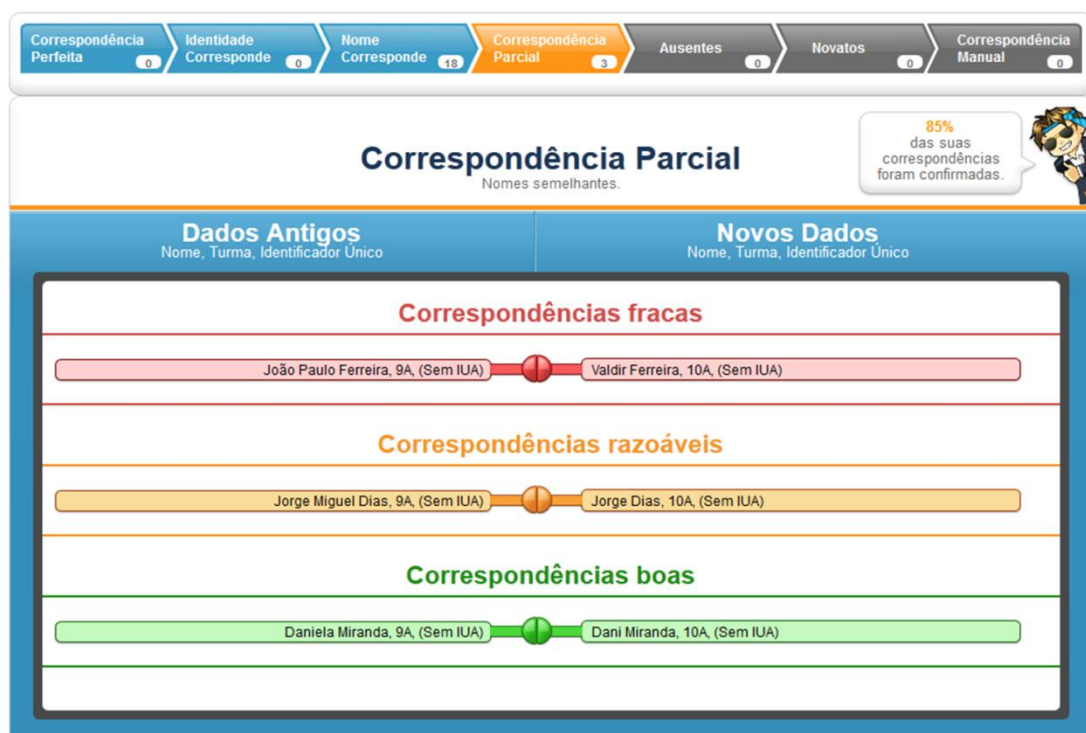 Correspondência Perfeita 0
Identidade Corresponde 0
Nome Corresponde 18
Correspondência Parcial 3
Ausentes 0
Novatos 0
Correspondência Manual 0
Correspondência Parcial
Nomes semelhantes.
85%
das suas
correspondências
foram confirmadas.
Dados Antigos
Nome, Turma, Identificador Único
Novos Dados
Nome, Turma, Identificador Único
Correspondências fracas
João Paulo Ferreira, 9A, (Sem IUA)
Valdir Ferreira, 10A, (Sem IUA)
Correspondências razoáveis
Jorge Miguel Dias, 9A, (Sem IUA)
Jorge Dias, 10A, (Sem IUA)
Correspondências boas
Daniela Miranda, 9A, (Sem IUA)
Dani Miranda, 10A, (Sem IUA)